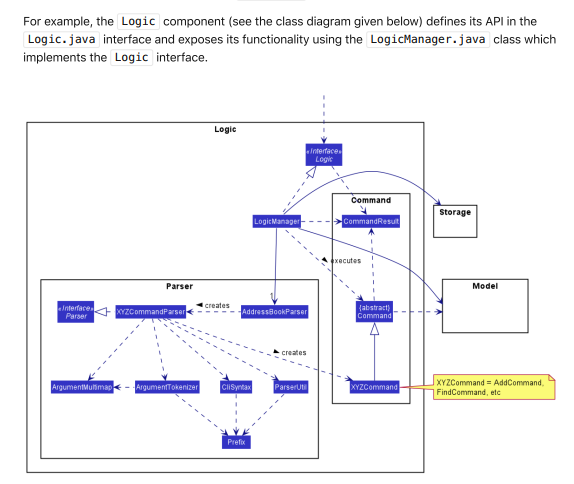 For example, the Logic component (see the class diagram given below) defines its API in the
Logic.java interface and exposes its functionality using the LogicManager.java class which
implements the Logic interface.
Logic
«Interface»
Logic
Command
Storage
LogicManager
CommandResult
executes
Parser
Model
1
«Interface»
Parser
XYZCommandParser
creates
AddressBookParser
{abstract}
Command
creates
ArgumentMultimap
ArgumentTokenizer
CliSyntax
ParserUtil
XYZCommand
XYZCommand = AddCommand,
FindCommand, etc
Prefix